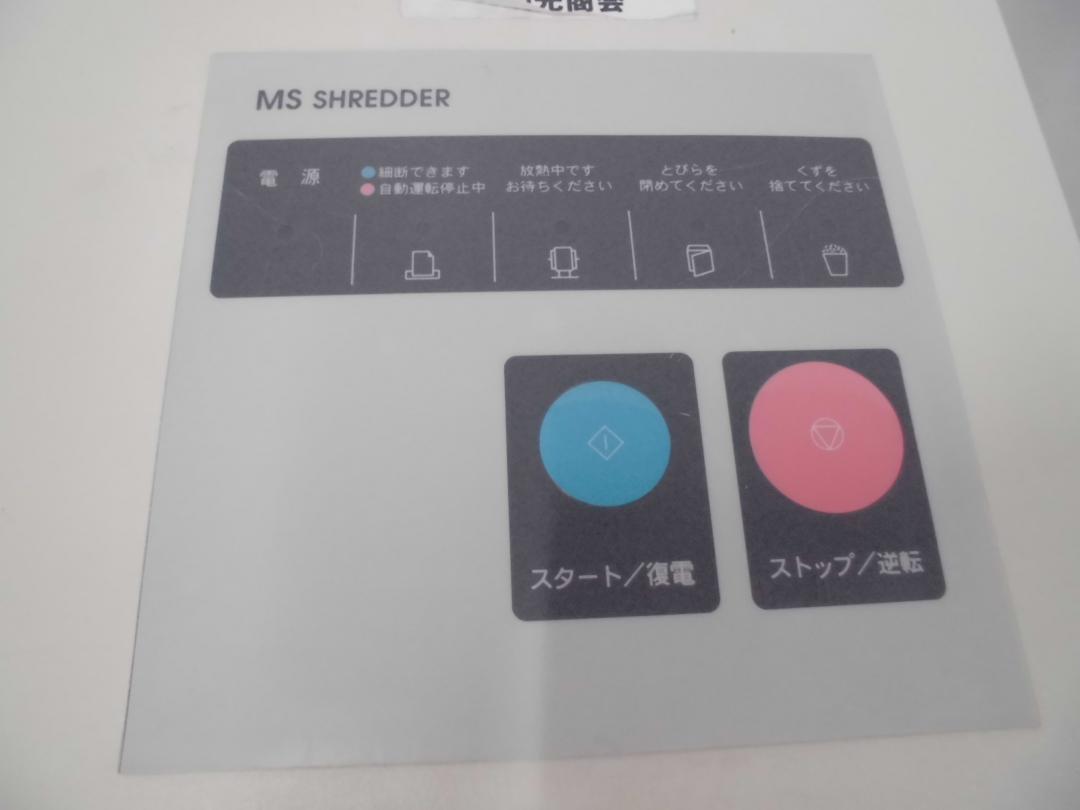 商会
MS SHREDDER
電源
細断できます
自動運転停止中
放熱中です
お待ちください
とびらを
閉めてください
くずを
捨ててください
スタート/復電
ストップ/逆転